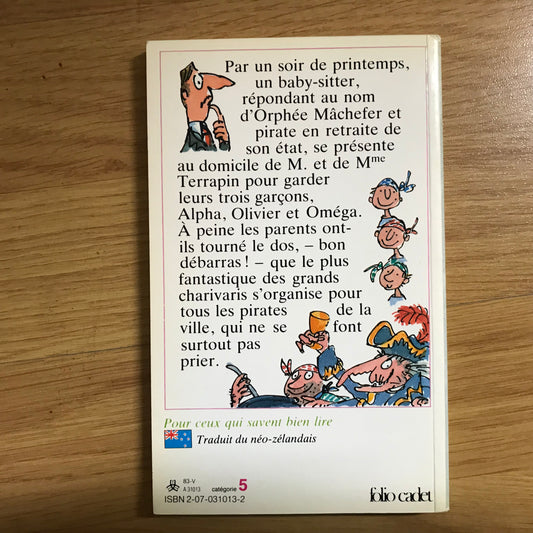 Par un soir de printemps,
un baby-sitter,
répondant au nom
d'Orphée Mâchefer et
pirate en retraite de
son état, se présente
au domicile de M. et de Mme
Terrapin pour garder
leurs trois garçons,
Alpha, Olivier et Oméga.
À peine les parents ont-
ils tourné le dos, – bon
débarras ! – que le plus
fantastique des grands
charivaris s'organise pour
tous les pirates de la
ville, qui ne se font
surtout pas
prier.
Pour ceux qui savent bien lire
Traduit du néo-zélandais
83-V
A 31013 catégorie 5
ISBN 2-07-031013-2
folio cadet